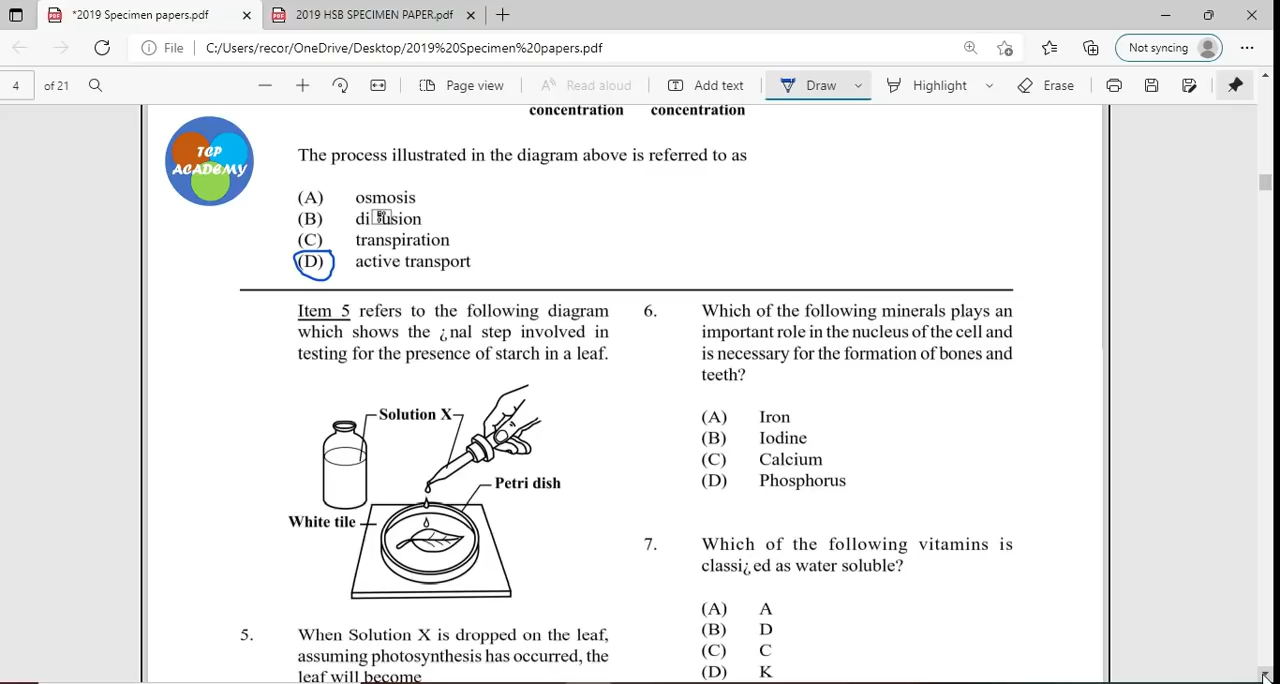 *2019 Specimen papers.pdf
2019 HSB SPECIMEN PAPER.pdf
File
C:/Users/recor/OneDrive/Desktop/2019%20Specimen%20papers.pdf
Not syncing
4
of 21
Page view
Read aloud
Add text
Draw
Highlight
Erase
concentration concentration
TCP
ACADEMY
The process illustrated in the diagram above is referred to as
(A) osmosis
(B)
(C) transpiration
(D) active transport
Item 5 refers to the following diagram
which shows the ¿nal step involved in
testing for the presence of starch in a leaf.
Solution X
Petri dish
White tile
5. When Solution X is dropped on the leaf,
assuming photosynthesis has occurred, the
leaf will become
6. Which of the following minerals plays an
important role in the nucleus of the cell and
is necessary for the formation of bones and
teeth?
(A) Iron
(B) Iodine
(C) Calcium
(D) Phosphorus
7. Which of the following vitamins is
classi¿ed as water soluble?
(A) A
(B) D
(C) C
(D) K